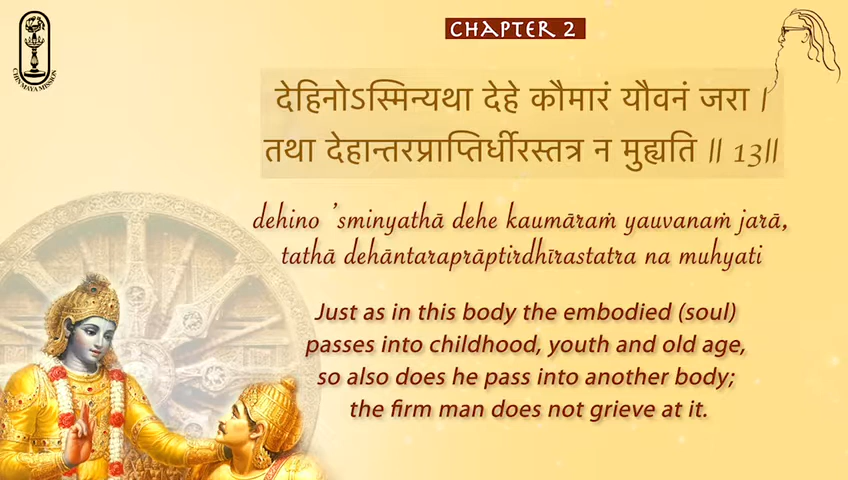 CHINMAYA MISSION
CHAPTER 2
देहिनोऽस्मिन्यथा देहे कौमारं यौवनं जरा ।
तथा देहान्तरप्राप्तिर्धीरस्तत्र न मुह्यति ॥ 13॥
dehino ’sminyathā dehe kaumāraṁ yauvanaṁ jarā,
tathā dehāntaraprāptirdhīrastatra na muhyati
Just as in this body the embodied (soul)
passes into childhood, youth and old age,
so also does he pass into another body;
the firm man does not grieve at it.